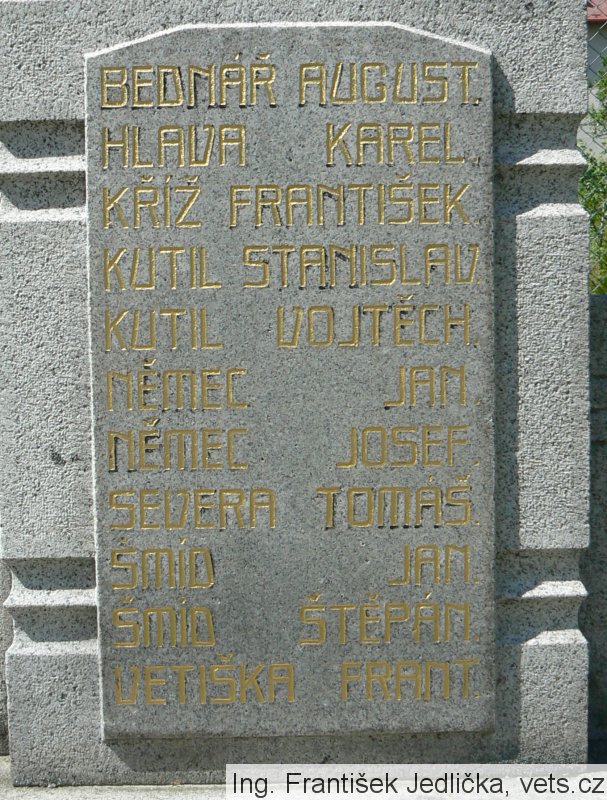 BEDNÁŘ AUGUST.
HLAVA KAREL.
KŘÍŽ FRANTIŠEK.
KUTIL STANISLAV.
KUTIL VOJTĚCH.
NĚMEC JAN.
NĚMEC JOSEF.
SEVERA TOMÁŠ.
ŠMÍD JAN.
ŠMÍD ŠTĚPÁN.
VETIŠKA FRANT.
Ing. František Jedlička, vets.cz